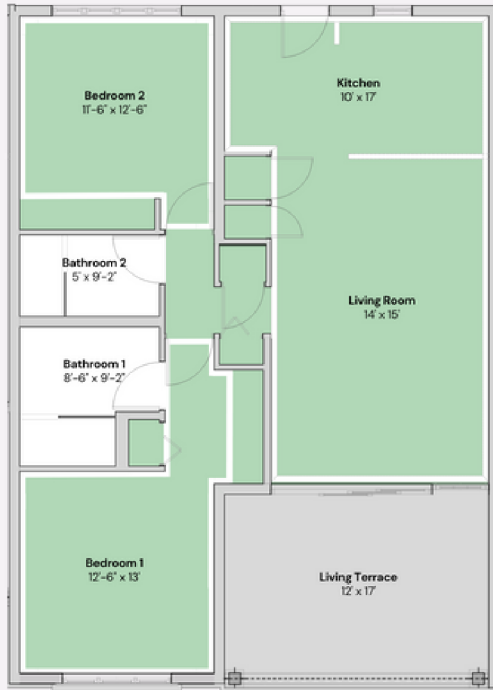 Bedroom 2
11'-6" x 12'-6"
Kitchen
10' x 17'
Bathroom 2
5' x 9'-2"
Living Room
14' x 15'
Bathroom 1
8'-6" x 9'-2"
Bedroom 1
12'-6" x 13'
Living Terrace
12' x 17'